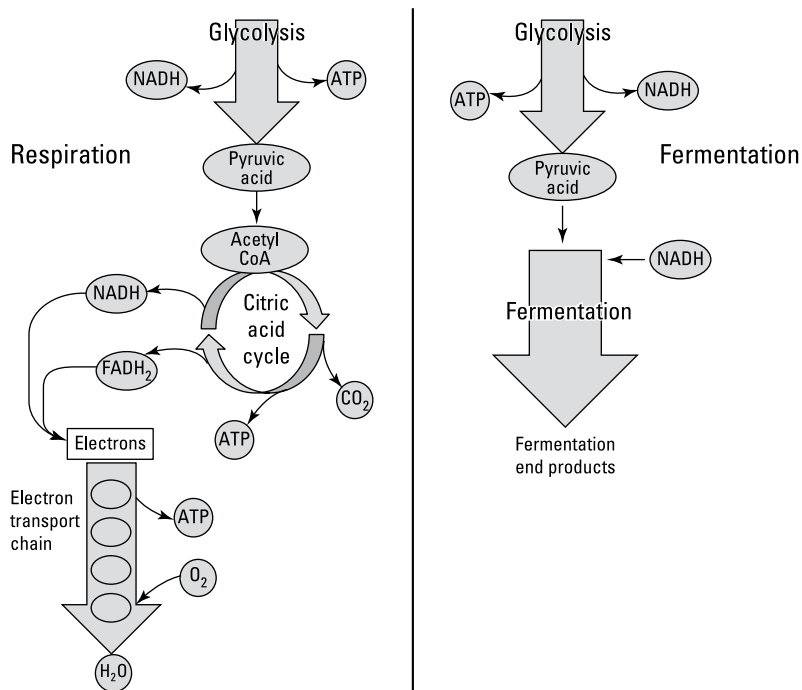 Glycolysis
NADH
ATP
Respiration
Pyruvic
acid
Acetyl
CoA
NADH
Citric
acid
cycle
FADH₂
CO₂
ATP
Electrons
Electron
transport
chain
ATP
O₂
H₂O
Glycolysis
ATP
NADH
Fermentation
Pyruvic
acid
NADH
Fermentation
Fermentation
end products